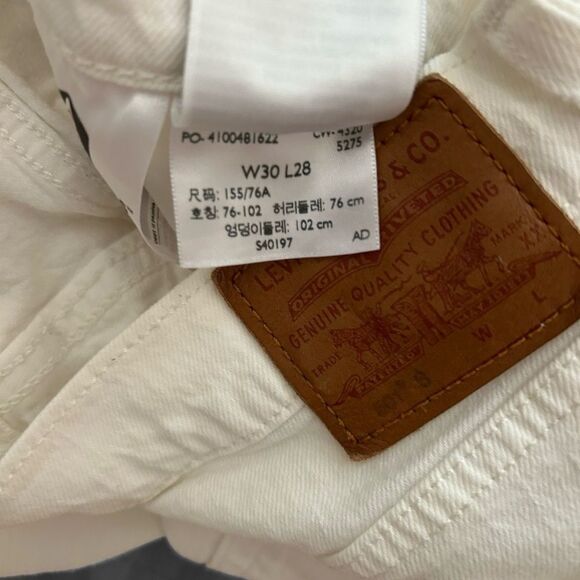 PO- 4100481622 CW- 4320
5275
W30 L28
尺码: 155/76A
호칭: 76-102 허리둘레: 76 cm
엉덩이둘레: 102 cm
S40197 AD
& CO.
ORIGINAL RIVETED
GENUINE QUALITY CLOTHING
TRADE MARK
PATENTED
XX
W L